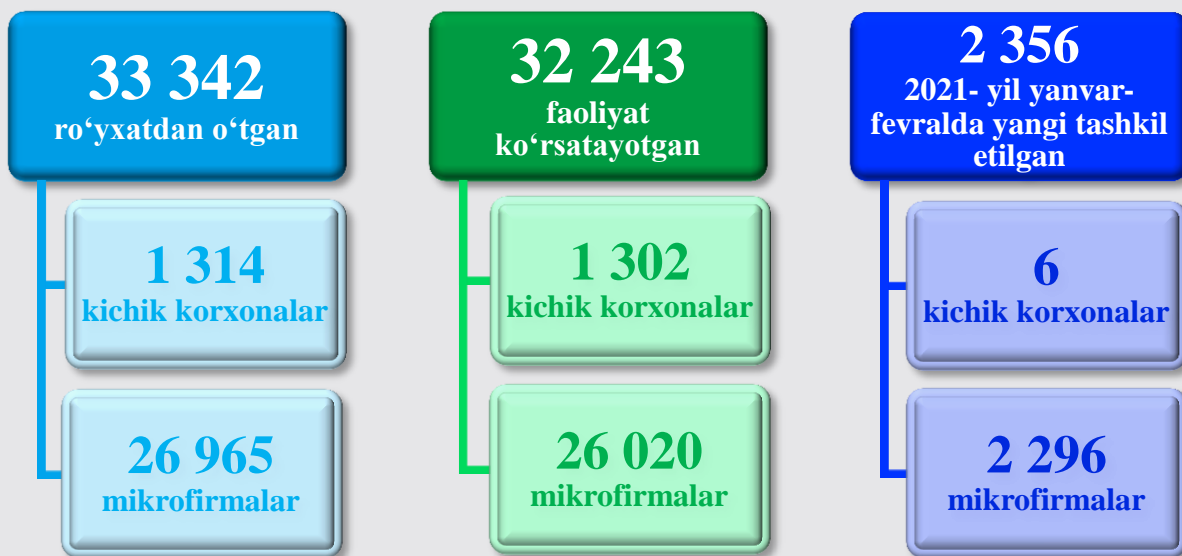 33 342
ro‘yxatdan o‘tgan
1 314
kichik korxonalar
26 965
mikrofirmalar
32 243
faoliyat
ko‘rsatayotgan
1 302
kichik korxonalar
26 020
mikrofirmalar
2 356
2021- yil yanvar-
fevralda yangi tashkil
etilgan
6
kichik korxonalar
2 296
mikrofirmalar